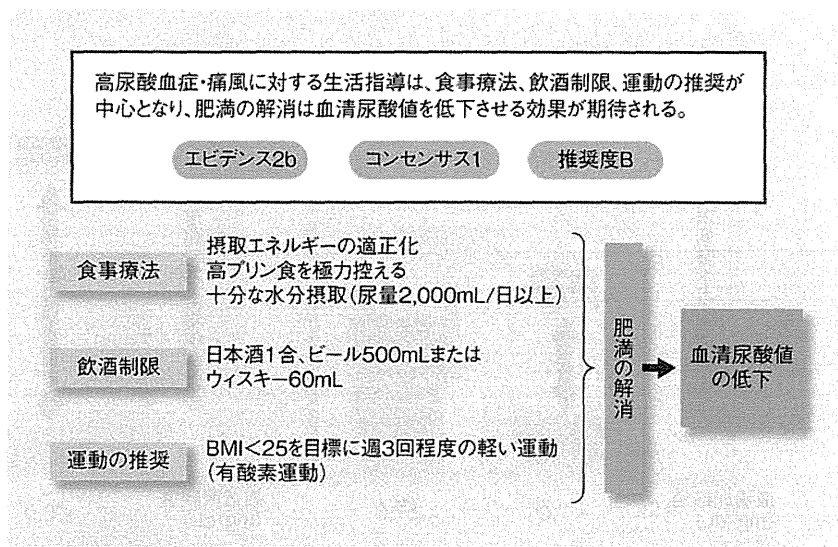 高尿酸血症・痛風に対する生活指導は、食事療法、飲酒制限、運動の推奨が
中心となり、肥満の解消は血清尿酸値を低下させる効果が期待される。
エビデンス2b
コンセンサス1
推奨度B
食事療法
摂取エネルギーの適正化
高プリン食を極力控える
十分な水分摂取(尿量2,000mL/日以上)
飲酒制限
日本酒1合、ビール500mLまたは
ウィスキー60mL
運動の推奨
BMI<25を目標に週3回程度の軽い運動
(有酸素運動)
肥満の解消
血清尿酸値
の低下